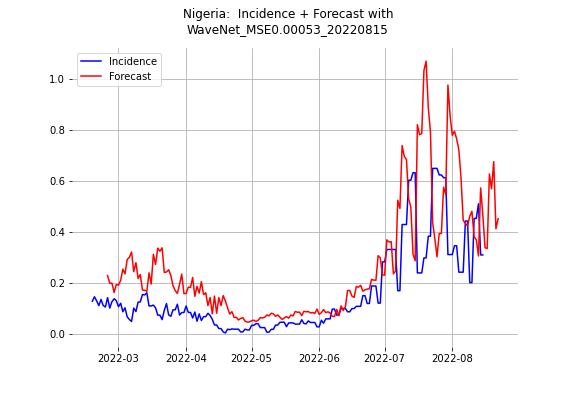 Nigeria:  Incidence + Forecast with
WaveNet_MSE0.00053_20220815
Incidence
Forecast
1.0
0.8
0.6
0.4
0.2
0.0
2022-03 2022-04 2022-05 2022-06 2022-07 2022-08